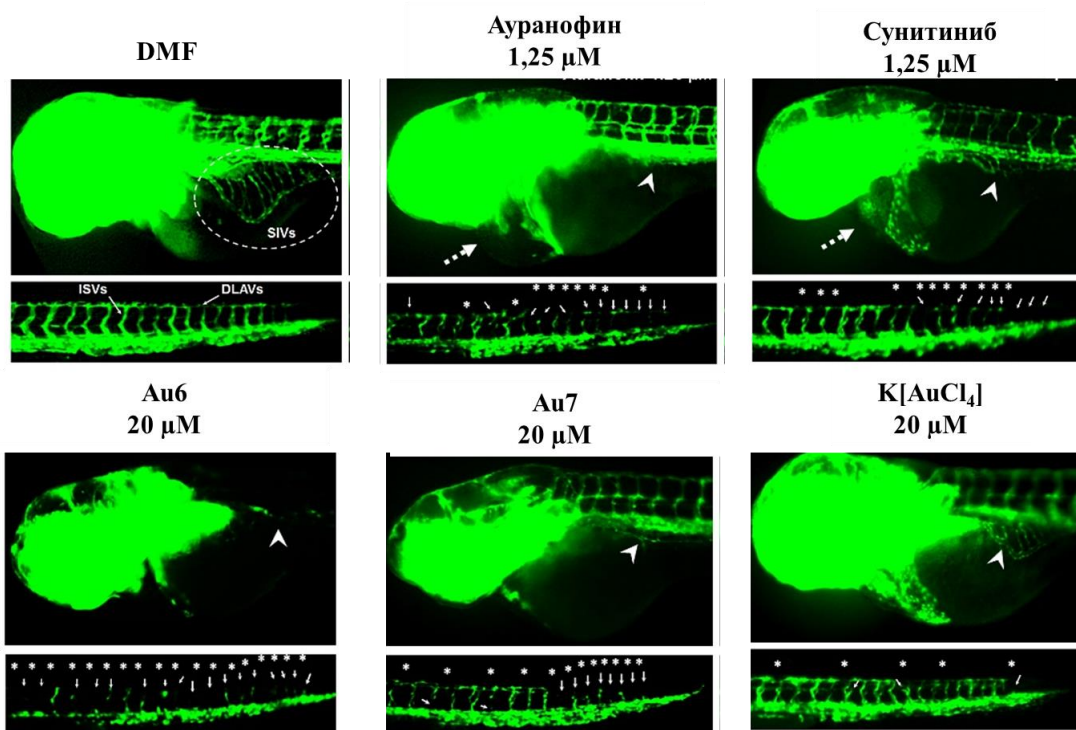 DMF
Ауранофин
1,25 μM
Сунитиниб
1,25 μM
SIVs
ISVs
DLAVs
Au6
20 μM
Au7
20 μM
K[AuCl₄]
20 μM